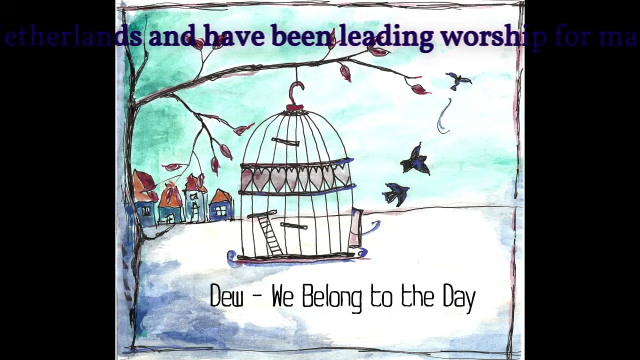 etherlands and have been leading worship for ma
Dew - We Belong to the Day